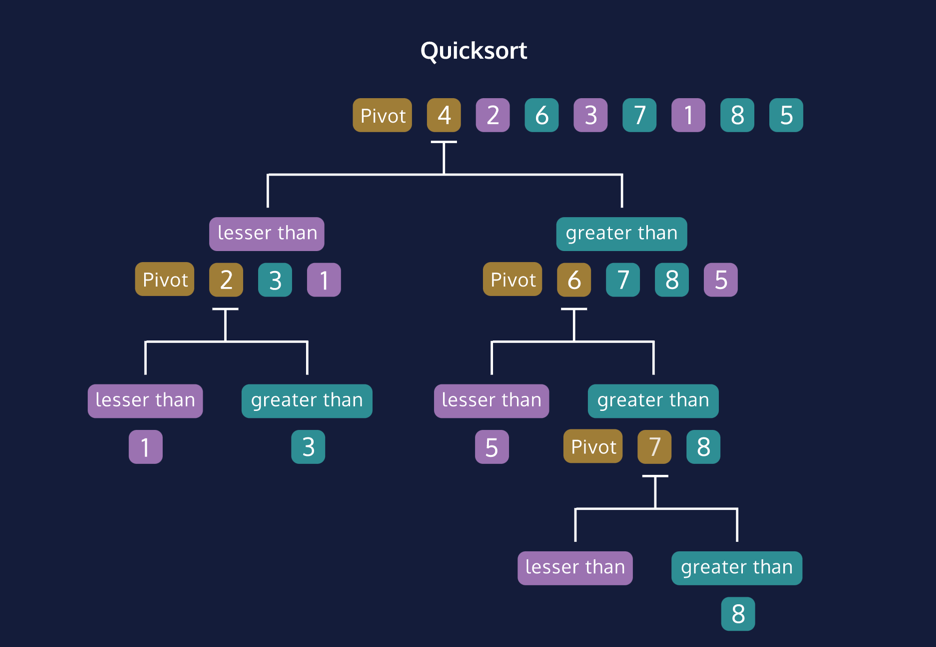 Quicksort
Pivot 4 2 6 3 7 1 8 5
lesser than greater than
Pivot 2 3 1 Pivot 6 7 8 5
lesser than greater than lesser than greater than
1 3 5 Pivot 7 8
lesser than greater than
8